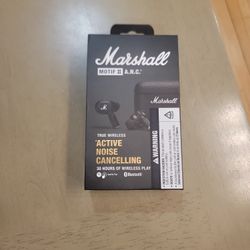 Marshall
MOTIF II A.N.C.
Marshall
TRUE WIRELESS
ACTIVE
NOISE
CANCELLING
30 HOURS OF WIRELESS PLAY
Bluetooth
WARNING